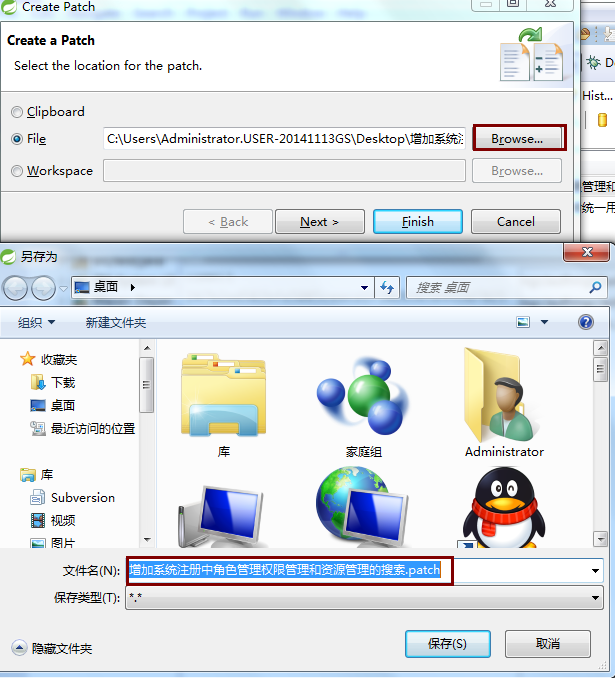 Create Patch
Create a Patch
Select the location for the patch.
Clipboard
File
C:\Users\Administrator.USER-20141113GS\Desktop\增加系统注
Browse...
Workspace
Browse...
< Back
Next >
Finish
Cancel
Hist...
管理和
统一用
另存为
桌面
搜索 桌面
组织
新建文件夹
收藏夹
下载
桌面
最近访问的位置
库
Subversion
视频
图片
库
家庭组
Administrator
文件名(N):
增加系统注册中角色管理权限管理和资源管理的搜索.patch
保存类型(T):
*.*
隐藏文件夹
保存(S)
取消